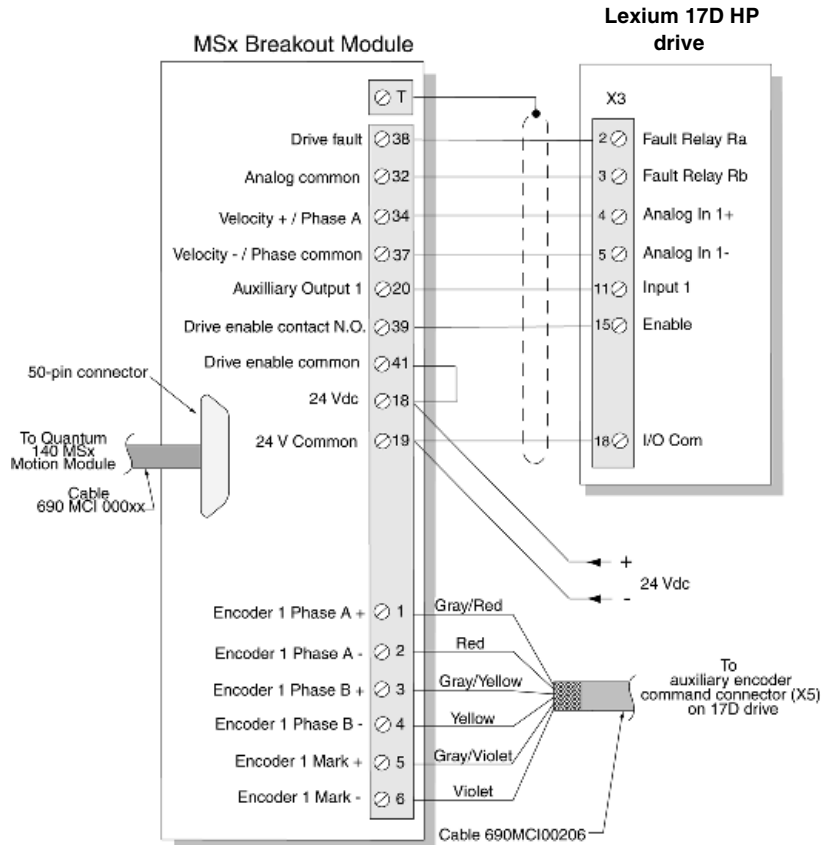 Lexium 17D HP
drive
MSx Breakout Module
T
X3
Drive fault 38
2 Fault Relay Ra
Analog common 32
3 Fault Relay Rb
Velocity + / Phase A 34
4 Analog In 1+
Velocity - / Phase common 37
5 Analog In 1-
Auxilliary Output 1 20
11 Input 1
Drive enable contact N.O. 39
15 Enable
Drive enable common 41
50-pin connector
24 Vdc 18
24 V Common 19
18 I/O Com
To Quantum
140 MSx
Motion Module
Cable
690 MCI 000xx
+
24 Vdc
-
Encoder 1 Phase A + 1 Gray/Red
Encoder 1 Phase A - 2 Red
Encoder 1 Phase B + 3 Gray/Yellow
Encoder 1 Phase B - 4 Yellow
Encoder 1 Mark + 5 Gray/Violet
Encoder 1 Mark - 6 Violet
To
auxiliary encoder
command connector (X5)
on 17D drive
Cable 690MCI00206